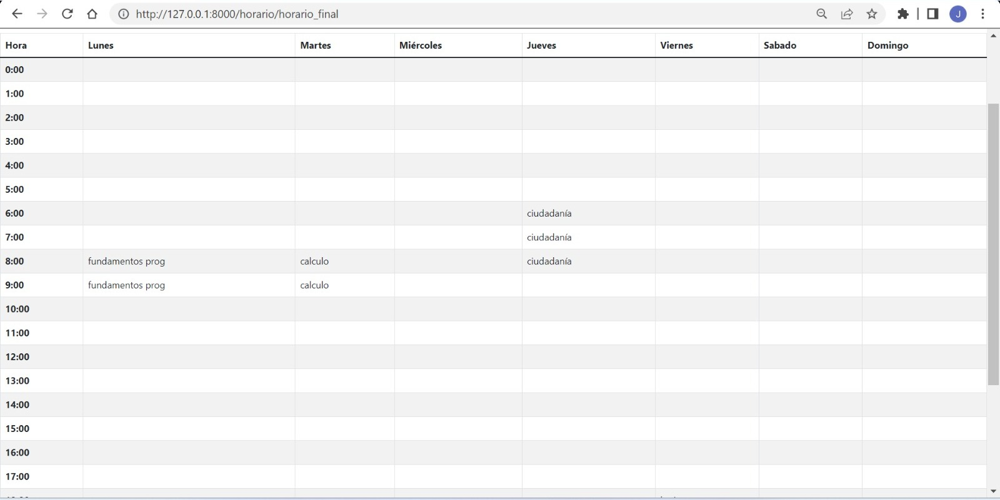 http://127.0.0.1:8000/horario/horario_final
J
Hora Lunes Martes Miércoles Jueves Viernes Sabado Domingo
0:00
1:00
2:00
3:00
4:00
5:00
6:00 ciudadanía
7:00 ciudadanía
8:00 fundamentos prog calculo ciudadanía
9:00 fundamentos prog calculo
10:00
11:00
12:00
13:00
14:00
15:00
16:00
17:00